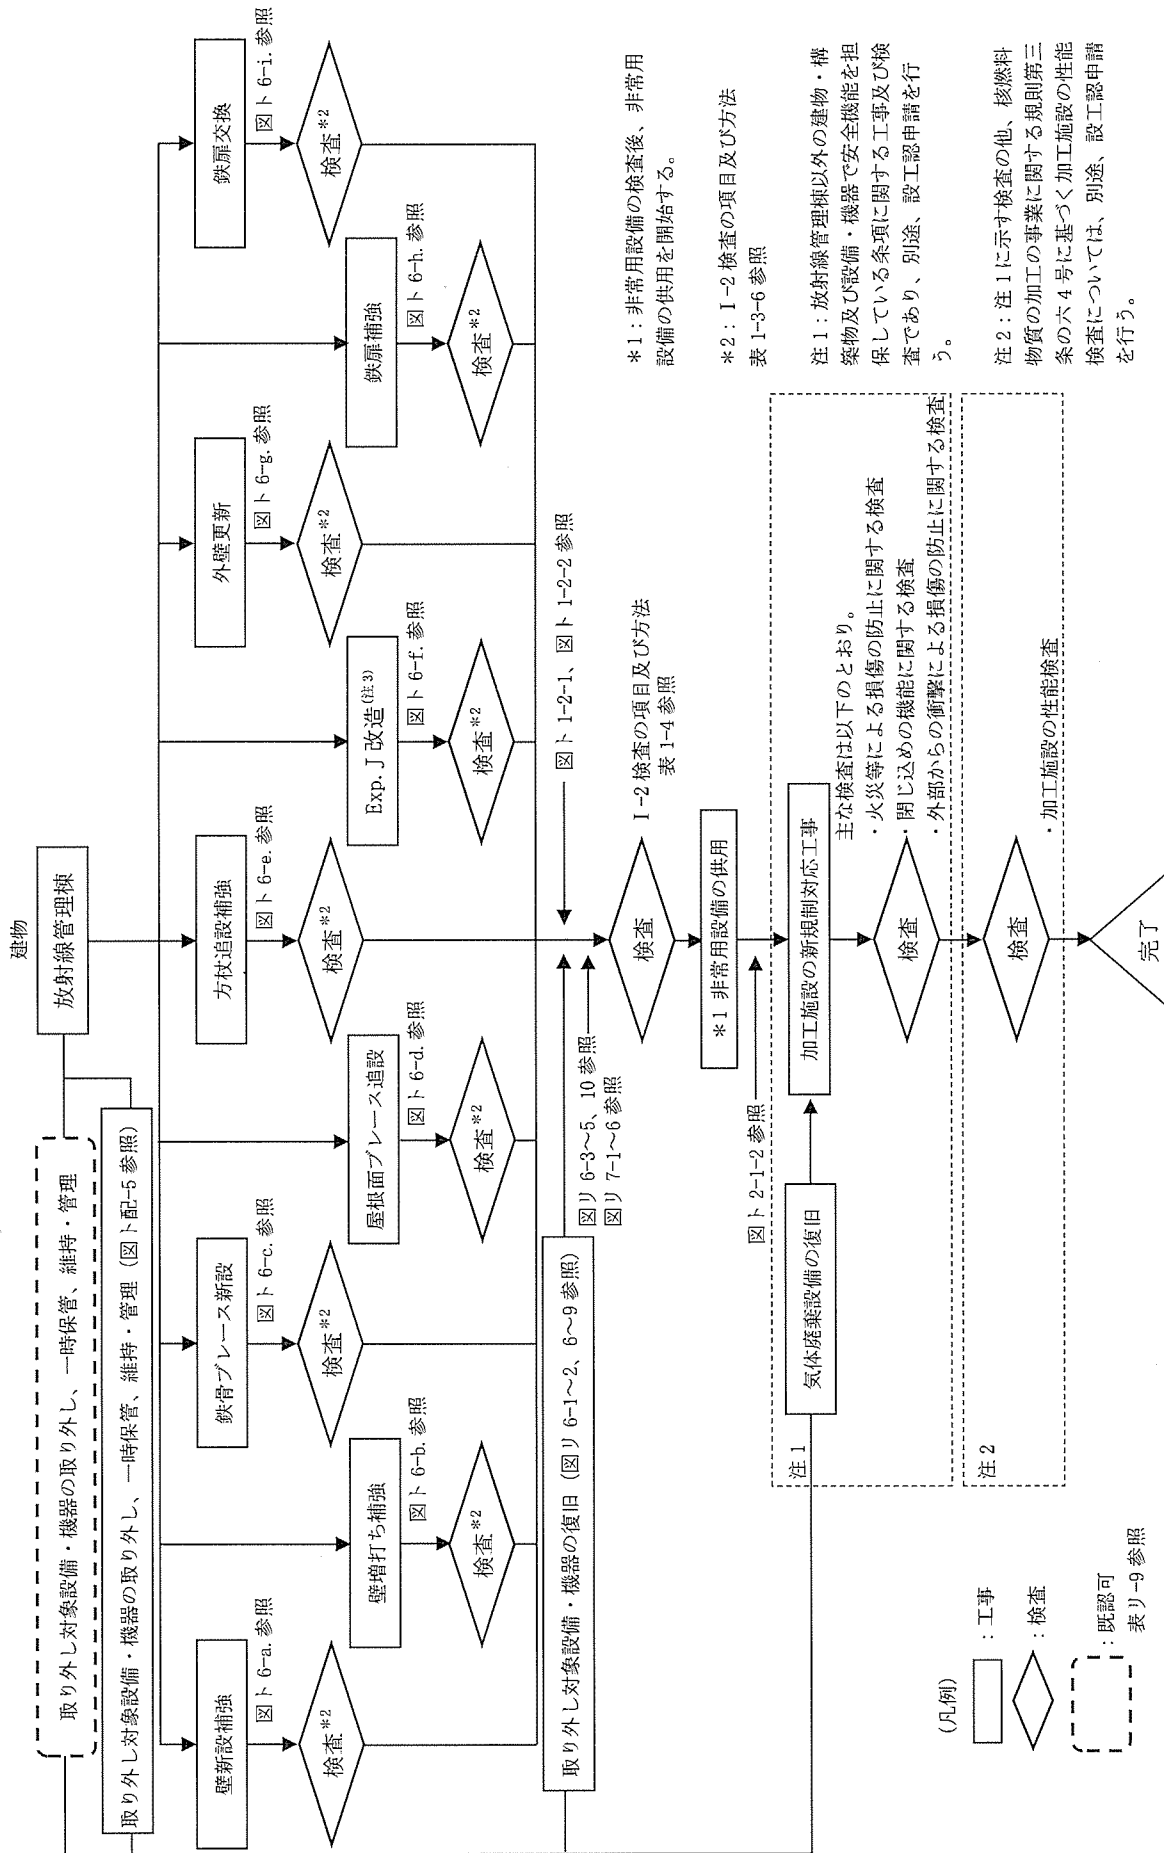 建物
放射線管理棟
取り外し対象設備・機器の取り外し、一時保管、維持・管理
取り外し対象設備・機器の取り外し、一時保管、維持・管理（図ト配-5 参照）
壁新設補強
図ト 6-a. 参照
検査*2
壁増打ち補強
図ト 6-b. 参照
検査*2
鉄骨ブレース新設
図ト 6-c. 参照
検査*2
屋根面ブレース追設
図ト 6-d. 参照
検査*2
方杖追設補強
図ト 6-e. 参照
検査*2
Exp. J 改造(注 3)
図ト 6-f. 参照
検査*2
外壁更新
図ト 6-g. 参照
検査*2
鉄扉補強
図ト 6-h. 参照
検査*2
鉄扉交換
図ト 6-i. 参照
検査*2
取り外し対象設備・機器の復旧（図リ 6-1～2、6～9 参照）
図ト 1-2-1、図ト 1-2-2 参照
図リ 6-3～5、10 参照
図リ 7-1～6 参照
検査
Ⅰ-2 検査の項目及び方法
表 1-4 参照
*1 非常用設備の供用
図ト 2-1-2 参照
注 1
気体廃棄設備の復旧
加工施設の新規制対応工事
主な検査は以下のとおり。
・火災等による損傷の防止に関する検査
・閉じ込めの機能に関する検査
・外部からの衝撃による損傷の防止に関する検査
検査
注 2
検査
・加工施設の性能検査
完了
*1：非常用設備の検査後、非常用
設備の供用を開始する。
*2：Ⅰ-2 検査の項目及び方法
表 1-3-6 参照
注 1：放射線管理棟以外の建物・構
築物及び設備・機器で安全機能を担
保している条項に関する工事及び検
査であり、別途、設工認申請を行
う。
注 2：注 1 に示す検査の他、核燃料
物質の加工の事業に関する規則第三
条の六 4 号に基づく加工施設の性能
検査については、別途、設工認申請
を行う。
(凡例)
：工事
：検査
：既認可
表リ-9 参照